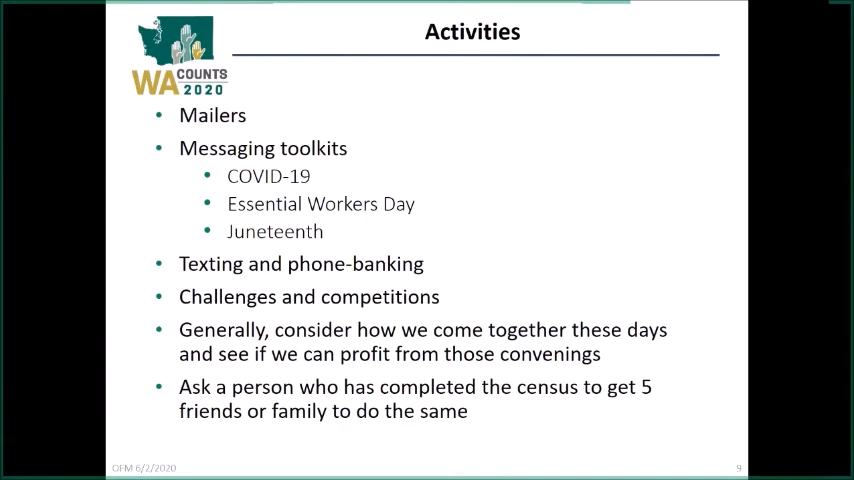 Activities
WA COUNTS
2020
Mailers
Messaging toolkits
COVID-19
Essential Workers Day
Juneteenth
Texting and phone-banking
Challenges and competitions
Generally, consider how we come together these days
and see if we can profit from those convenings
Ask a person who has completed the census to get 5
friends or family to do the same
OFM 6/2/2020
9